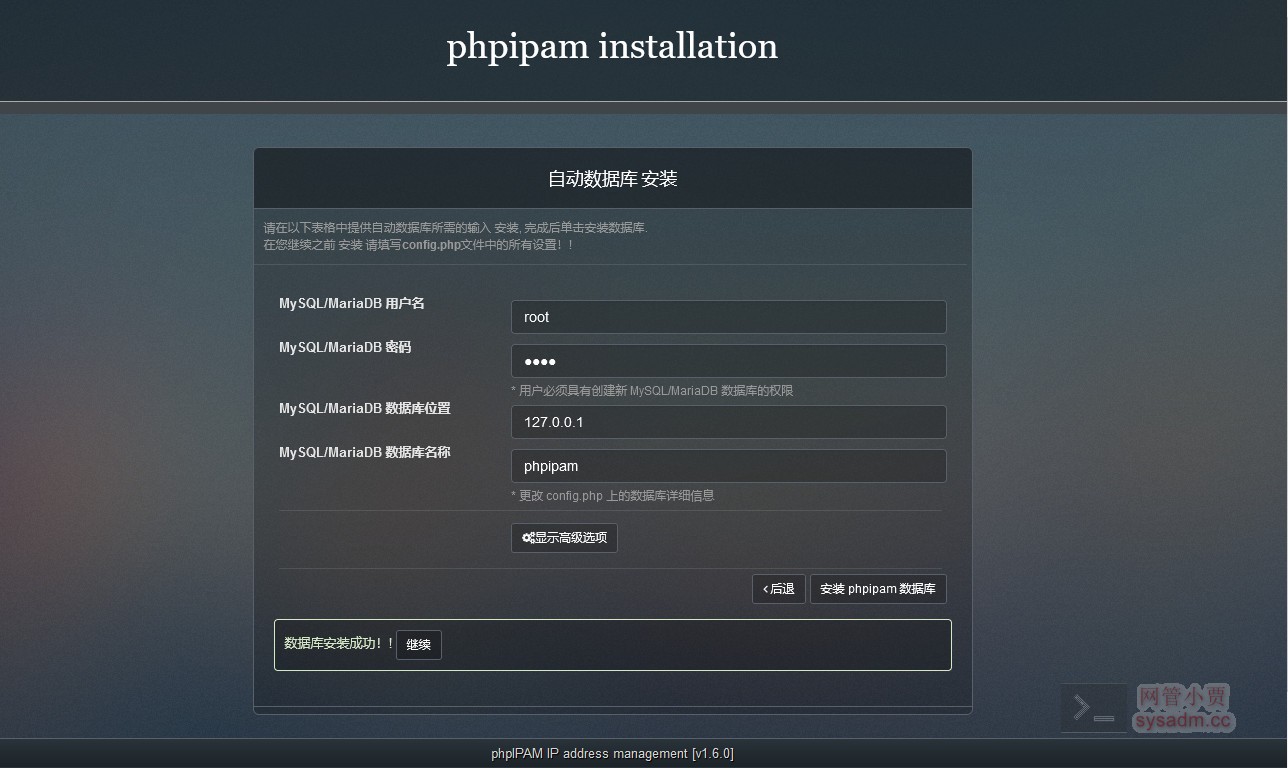 phpipam installation
自动数据库 安装
请在以下表格中提供自动数据库所需的输入 安装, 完成后单击安装数据库.
在您继续之前 安装 请填写config.php文件中的所有设置！！
MySQL/MariaDB 用户名
root
MySQL/MariaDB 密码
●●●●
* 用户必须具有创建新 MySQL/MariaDB 数据库的权限
MySQL/MariaDB 数据库位置
127.0.0.1
MySQL/MariaDB 数据库名称
phpipam
* 更改 config.php 上的数据库详细信息
显示高级选项
后退
安装 phpipam 数据库
数据库安装成功！！ 继续
网管小贾
sysadm.cc
phpIPAM IP address management [v1.6.0]